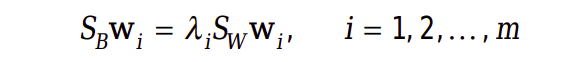 S_B w_i = λ_i S_W w_i,  i = 1, 2, ..., m